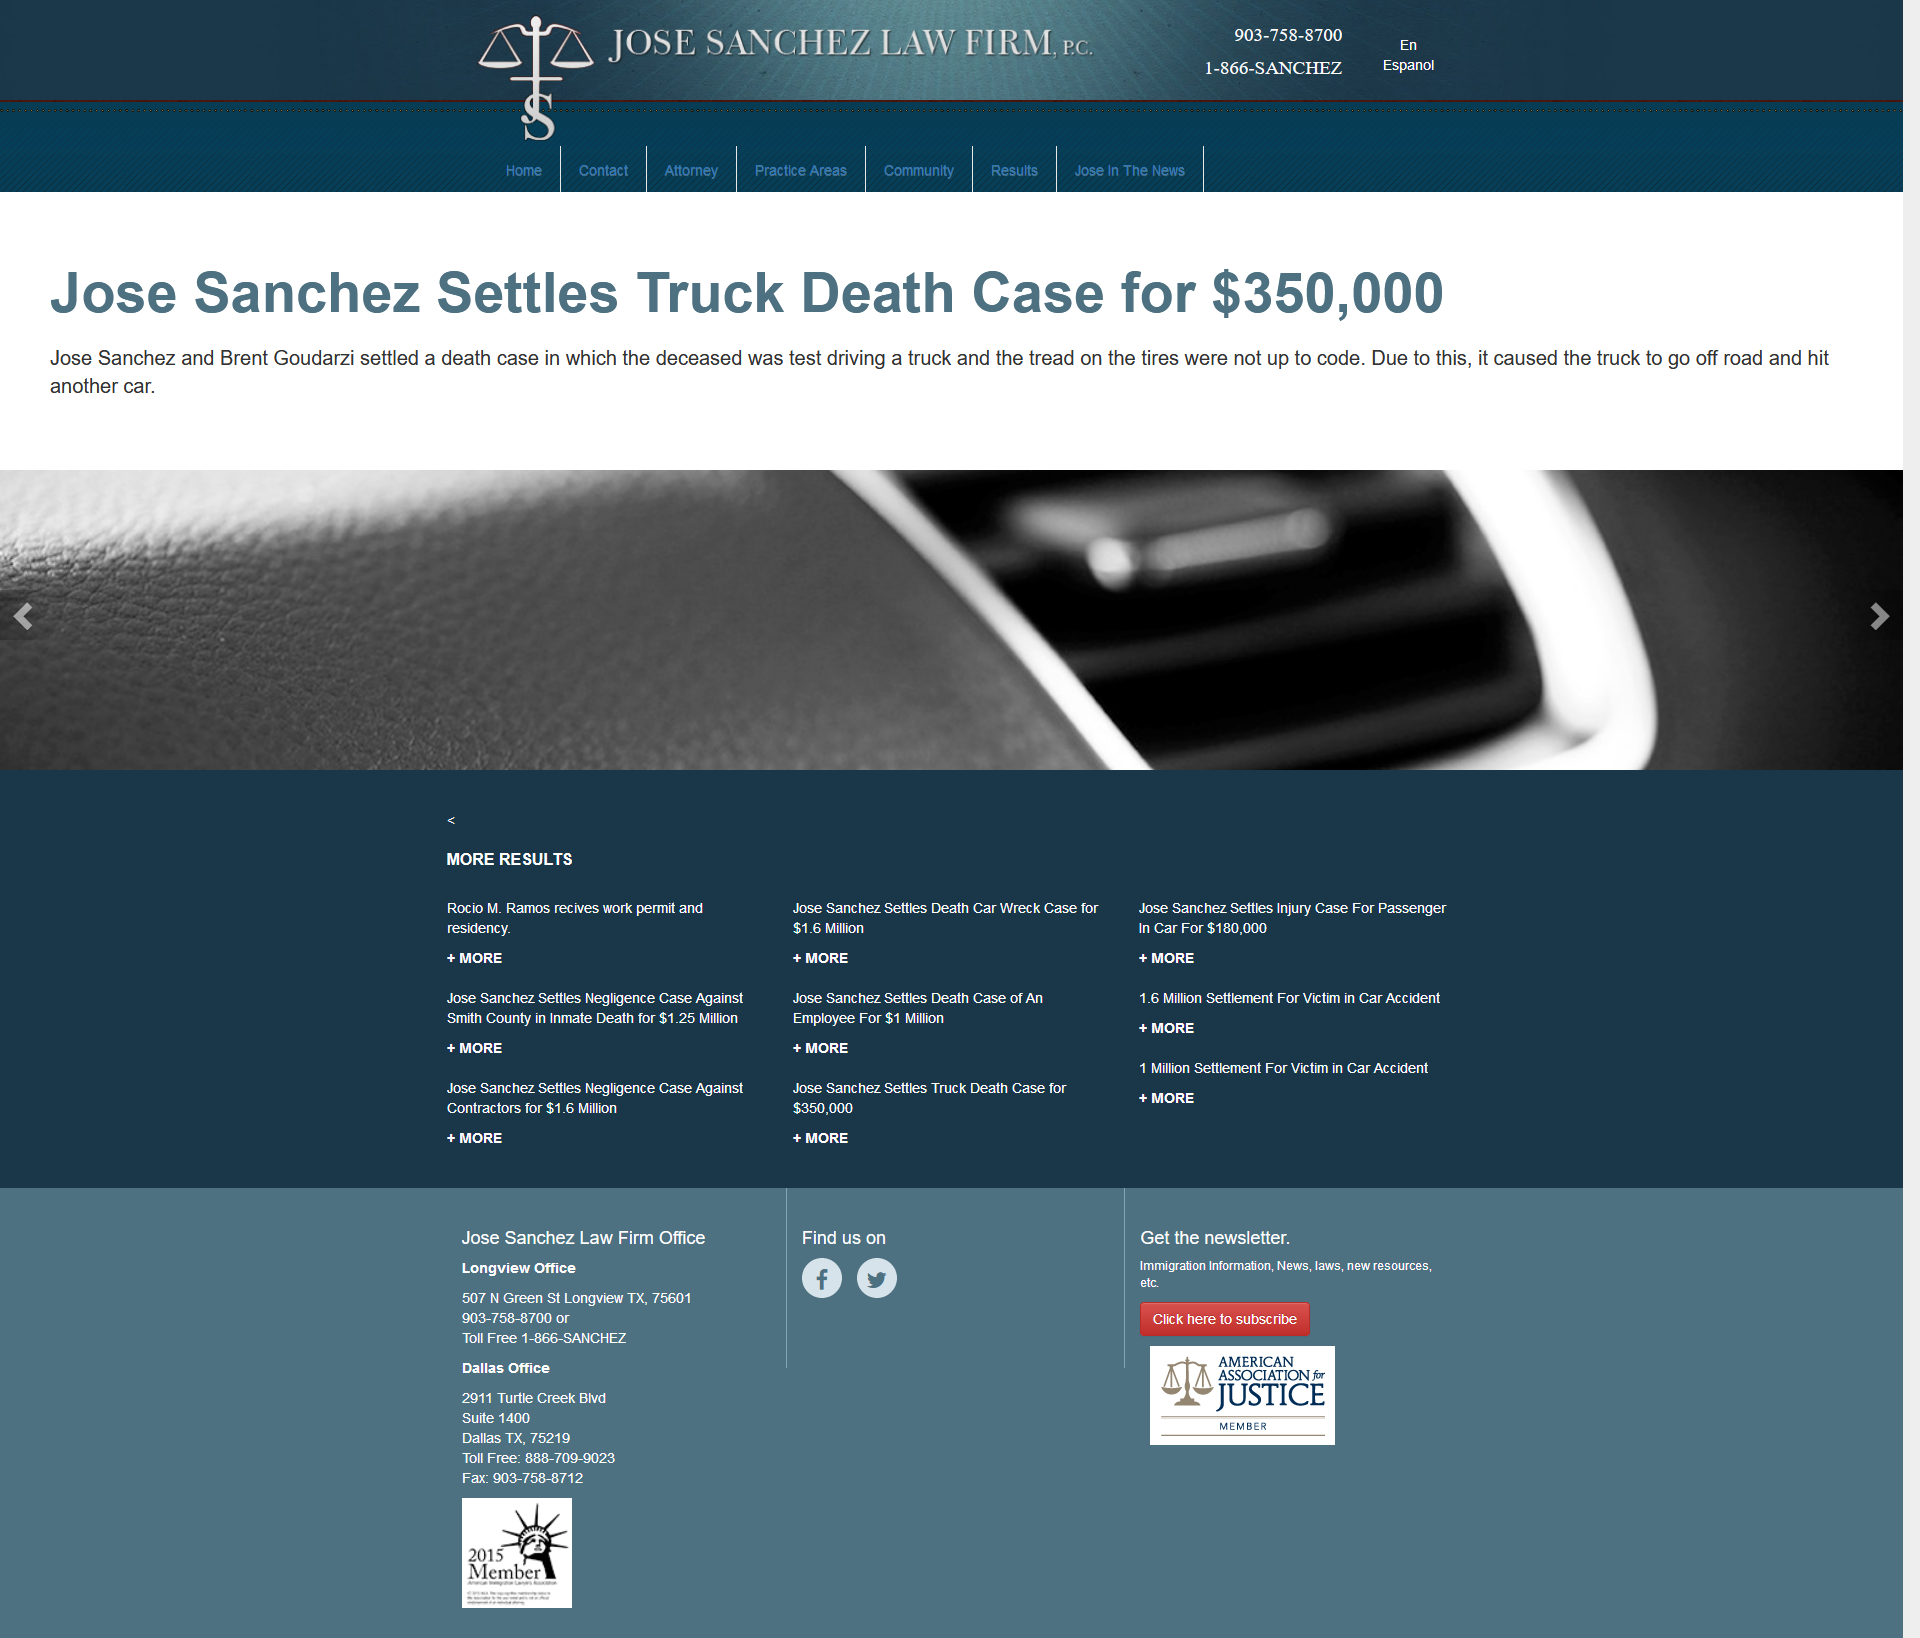 JOSE SANCHEZ LAW FIRM, P.C.
903-758-8700
1-866-SANCHEZ
En
Espanol
JS
Home
Contact
Attorney
Practice Areas
Community
Results
Jose In The News
Jose Sanchez Settles Truck Death Case for $350,000
Jose Sanchez and Brent Goudarzi settled a death case in which the deceased was test driving a truck and the tread on the tires were not up to code. Due to this, it caused the truck to go off road and hit
another car.
<
MORE RESULTS
Rocio M. Ramos recives work permit and
residency.
+ MORE
Jose Sanchez Settles Negligence Case Against
Smith County in Inmate Death for $1.25 Million
+ MORE
Jose Sanchez Settles Negligence Case Against
Contractors for $1.6 Million
+ MORE
Jose Sanchez Settles Death Car Wreck Case for
$1.6 Million
+ MORE
Jose Sanchez Settles Death Case of An
Employee For $1 Million
+ MORE
Jose Sanchez Settles Truck Death Case for
$350,000
+ MORE
Jose Sanchez Settles Injury Case For Passenger
In Car For $180,000
+ MORE
1.6 Million Settlement For Victim in Car Accident
+ MORE
1 Million Settlement For Victim in Car Accident
+ MORE
Jose Sanchez Law Firm Office
Longview Office
507 N Green St Longview TX, 75601
903-758-8700 or
Toll Free 1-866-SANCHEZ
Dallas Office
2911 Turtle Creek Blvd
Suite 1400
Dallas TX, 75219
Toll Free: 888-709-9023
Fax: 903-758-8712
2015
Member
American Immigration Lawyers Association
Find us on
Get the newsletter.
Immigration Information, News, laws, new resources,
etc.
Click here to subscribe
AMERICAN
ASSOCIATION for
JUSTICE
MEMBER